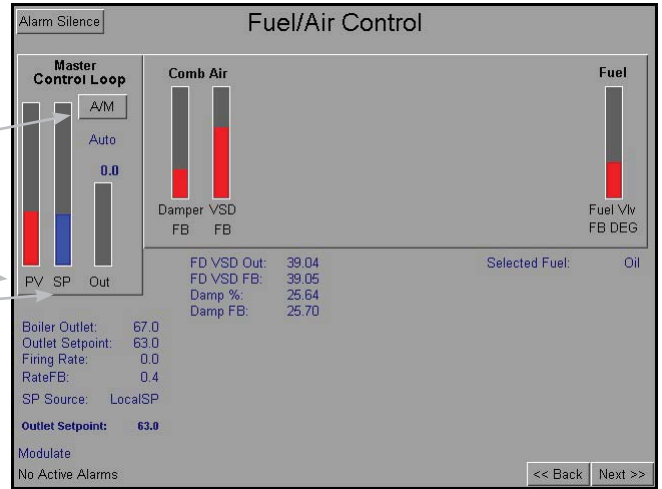 Alarm Silence
Fuel/Air Control
Master
Control Loop
A/M
Auto
0.0
PV SP Out
Comb Air
Damper VSD
FB FB
Fuel
Fuel Vlv
FB DEG
FD VSD Out: 39.04
FD VSD FB: 39.05
Damp %: 25.64
Damp FB: 25.70
Selected Fuel: Oil
Boiler Outlet: 67.0
Outlet Setpoint: 63.0
Firing Rate: 0.0
RateFB: 0.4
SP Source: LocalSP
Outlet Setpoint: 63.0
Modulate
No Active Alarms
<< Back Next >>